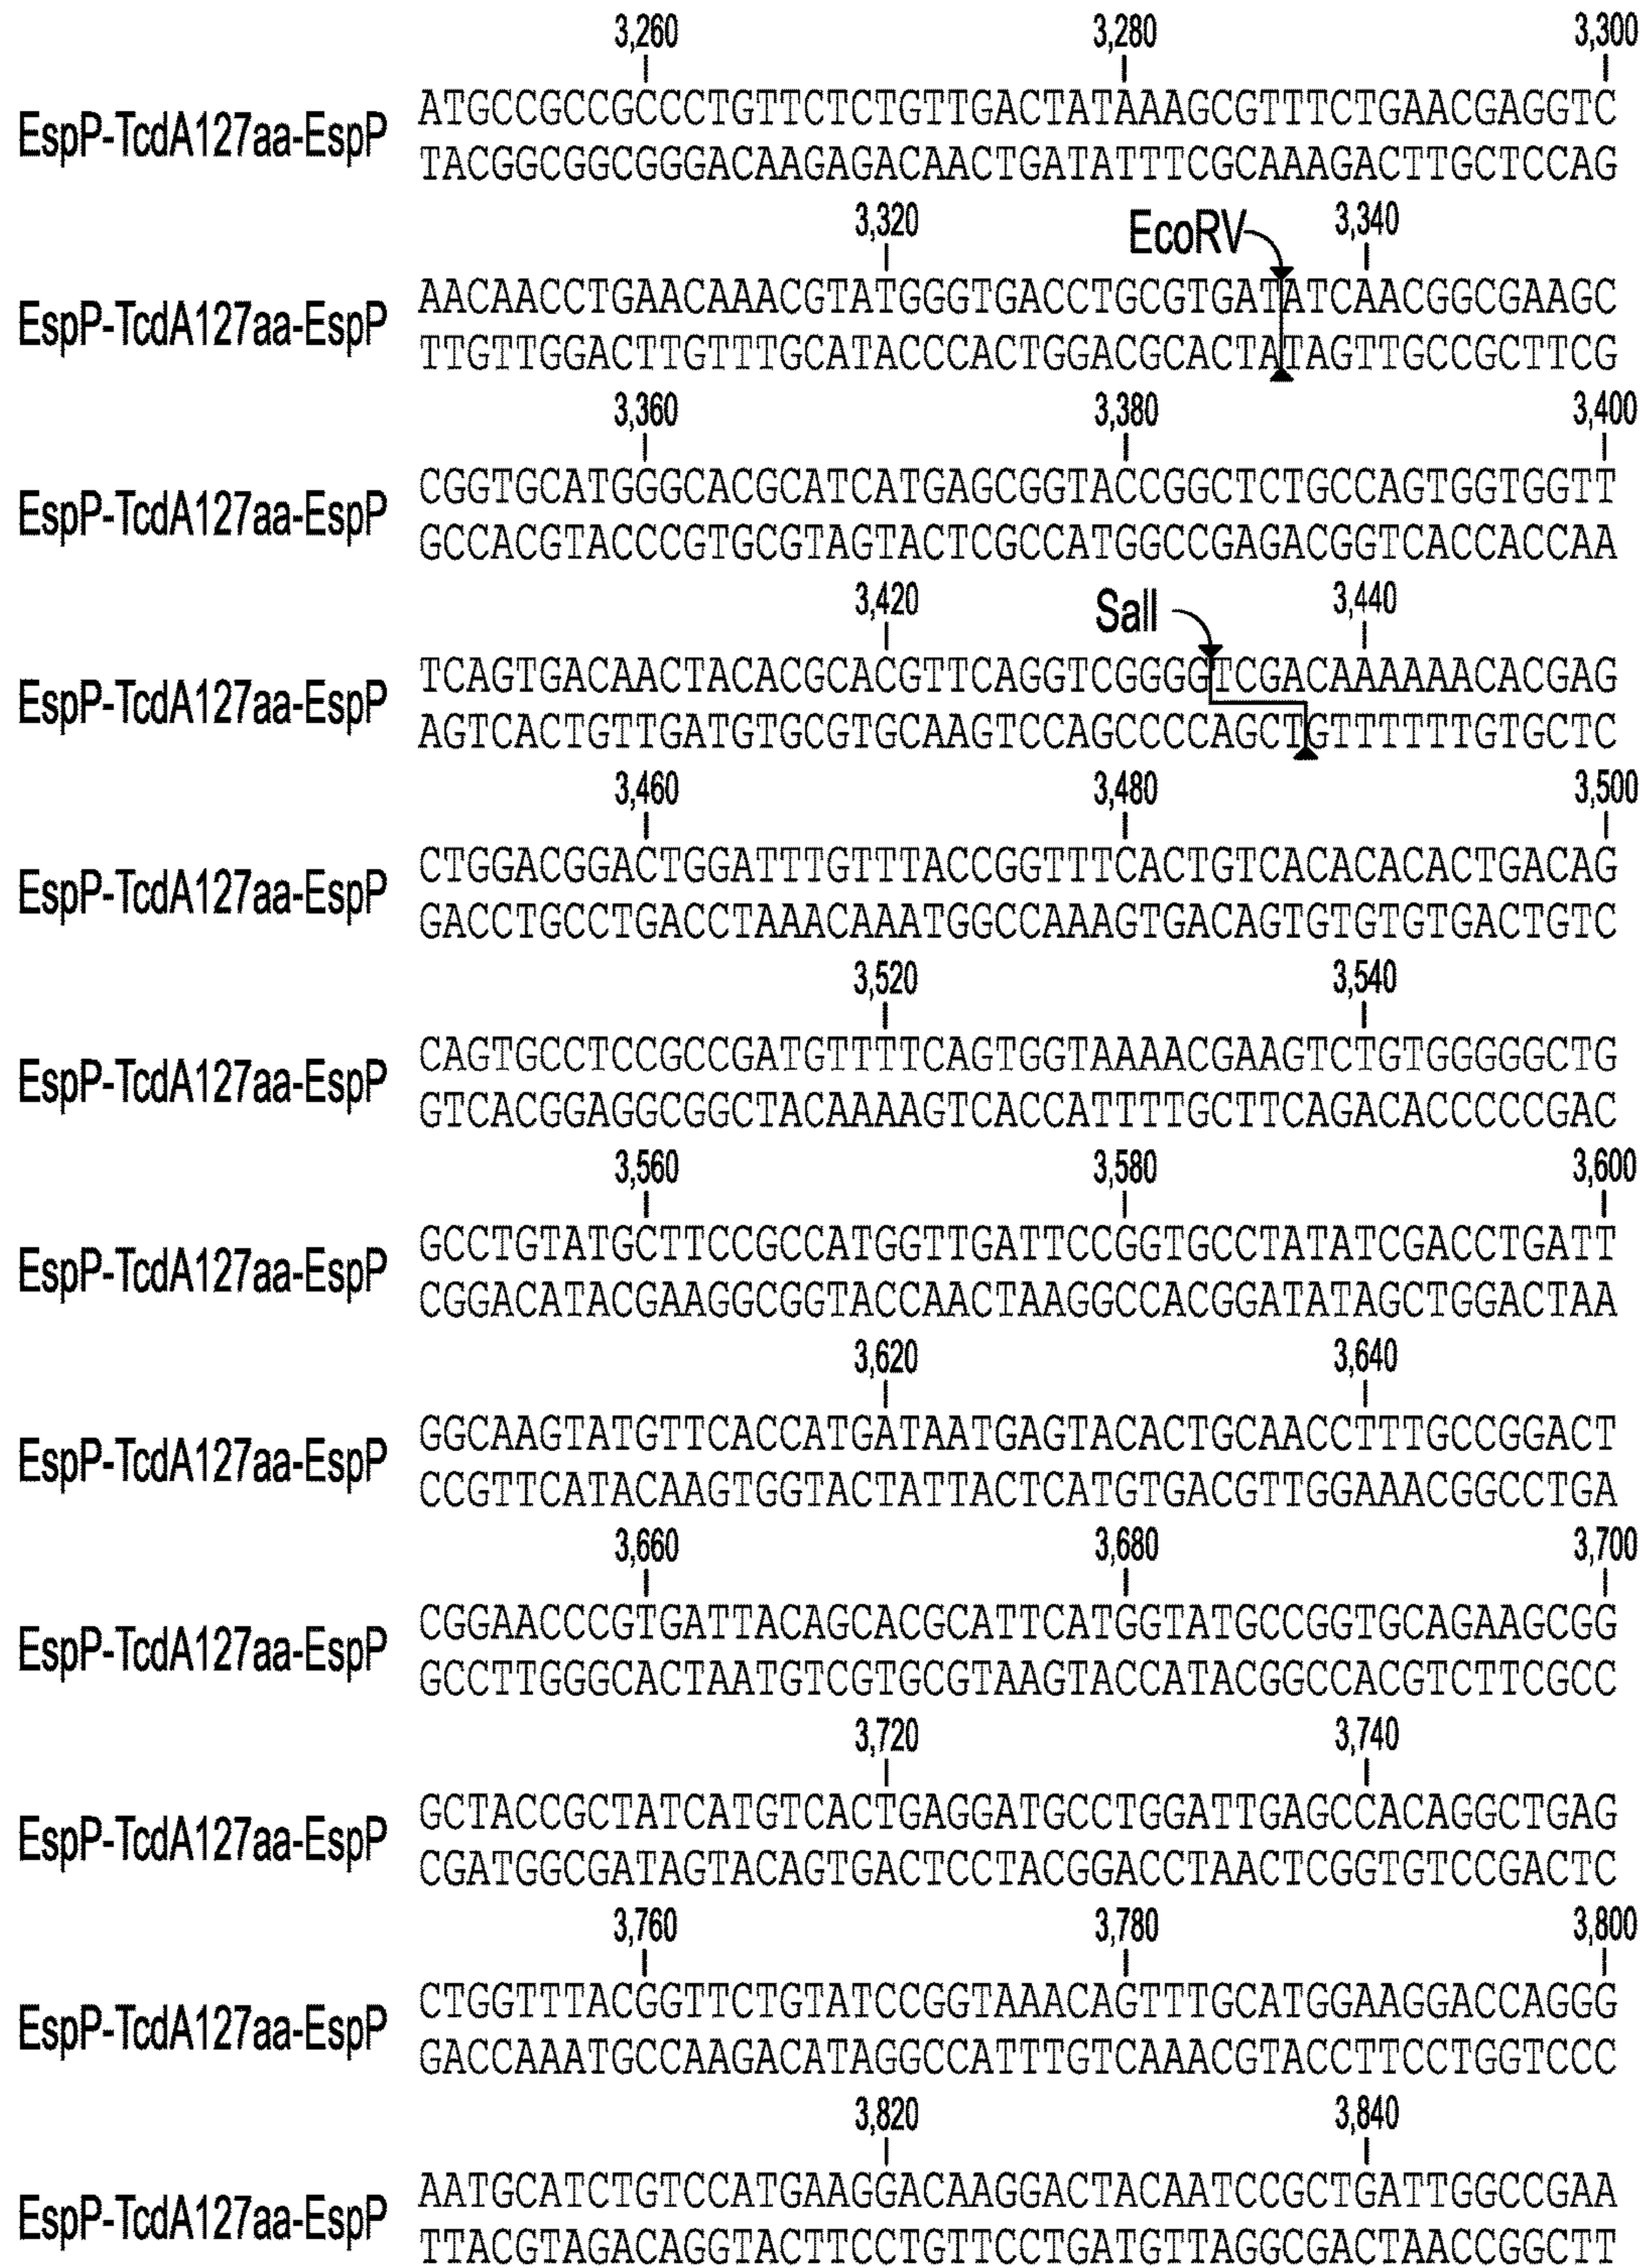 3,260 3,280 3,300
ATGCCGCCGCCCTGTTCTCTGTTGACTATAAAGCGTTTCTGAACGAGGTC
EspP-TcdA127aa-EspP
TACGGCGGCGGGACAAGAGACAACTGATATTTCGCAAAGACTTGCTCCAG
3,320 EcoRV 3,340
AACAACCTGAACAAACGTATGGGTGACCTGCGTGATATCAACGGCGAAGC
EspP-TcdA127aa-EspP
TTGTTGGACTTGTTTGCATACCCACTGGACGCACTATAGTTGCCGCTTCG
3,360 3,380 3,400
CGGTGCATGGGCACGCATCATGAGCGGTACCGGCTCTGCCAGTGGTGGTT
EspP-TcdA127aa-EspP
GCCACGTACCCGTGCGTAGTACTCGCCATGGCCGAGACGGTCACCACCAA
3,420 SalI 3,440
TCAGTGACAACTACACGCACGTTCAGGTCGGGGTCGACAAAAAACACGAG
EspP-TcdA127aa-EspP
AGTCACTGTTGATGTGCGTGCAAGTCCAGCCCCAGCTGTTTTTTGTGCTC
3,460 3,480 3,500
CTGGACGGACTGGATTTGTTTACCGGTTTCACTGTCACACACACTGACAG
EspP-TcdA127aa-EspP
GACCTGCCTGACCTAAACAAATGGCCAAAGTGACAGTGTGTGTGACTGTC
3,520 3,540
CAGTGCCTCCGCCGATGTTTTCAGTGGTAAAACGAAGTCTGTGGGGGCTG
EspP-TcdA127aa-EspP
GTCACGGAGGCGGCTACAAAAGTCACCATTTTGCTTCAGACACCCCCGAC
3,560 3,580 3,600
GCCTGTATGCTTCCGCCATGGTTGATTCCGGTGCCTATATCGACCTGATT
EspP-TcdA127aa-EspP
CGGACATACGAAGGCGGTACCAACTAAGGCCACGGATATAGCTGGACTAA
3,620 3,640
GGCAAGTATGTTCACCATGATAATGAGTACACTGCAACCTTTGCCGGACT
EspP-TcdA127aa-EspP
CCGTTCATACAAGTGGTACTATTACTCATGTGACGTTGGAAACGGCCTGA
3,660 3,680 3,700
CGGAACCCGTGATTACAGCACGCATTCATGGTATGCCGGTGCAGAAGCGG
EspP-TcdA127aa-EspP
GCCTTGGGCACTAATGTCGTGCGTAAGTACCATACGGCCACGTCTTCGCC
3,720 3,740
GCTACCGCTATCATGTCACTGAGGATGCCTGGATTGAGCCACAGGCTGAG
EspP-TcdA127aa-EspP
CGATGGCGATAGTACAGTGACTCCTACGGACCTAACTCGGTGTCCGACTC
3,760 3,780 3,800
CTGGTTTACGGTTCTGTATCCGGTAAACAGTTTGCATGGAAGGACCAGGG
EspP-TcdA127aa-EspP
GACCAAATGCCAAGACATAGGCCATTTGTCAAACGTACCTTCCTGGTCCC
3,820 3,840
AATGCATCTGTCCATGAAGGACAAGGACTACAATCCGCTGATTGGCCGAA
EspP-TcdA127aa-EspP
TTACGTAGACAGGTACTTCCTGTTCCTGATGTTAGGCGACTAACCGGCTT